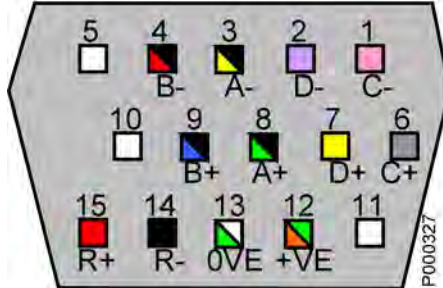 5 4 3 2 1
B- A- D- C-
10 9 8 7 6
B+ A+ D+ C+
15 14 13 12 11
R+ R- 0VE +VE
P000327